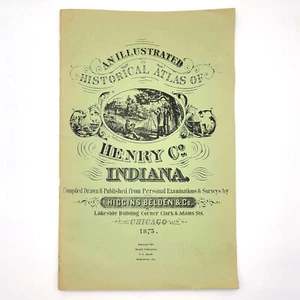 AN ILLUSTRATED
HISTORICAL ATLAS OF
HENRY Co.
INDIANA.
Compiled Drawn & Published from Personal Examinations & Surveys by
HIGGINS BELDEN & Co.
Lakeside Building Corner Clark & Adams Sts.
CHICAGO
1875.